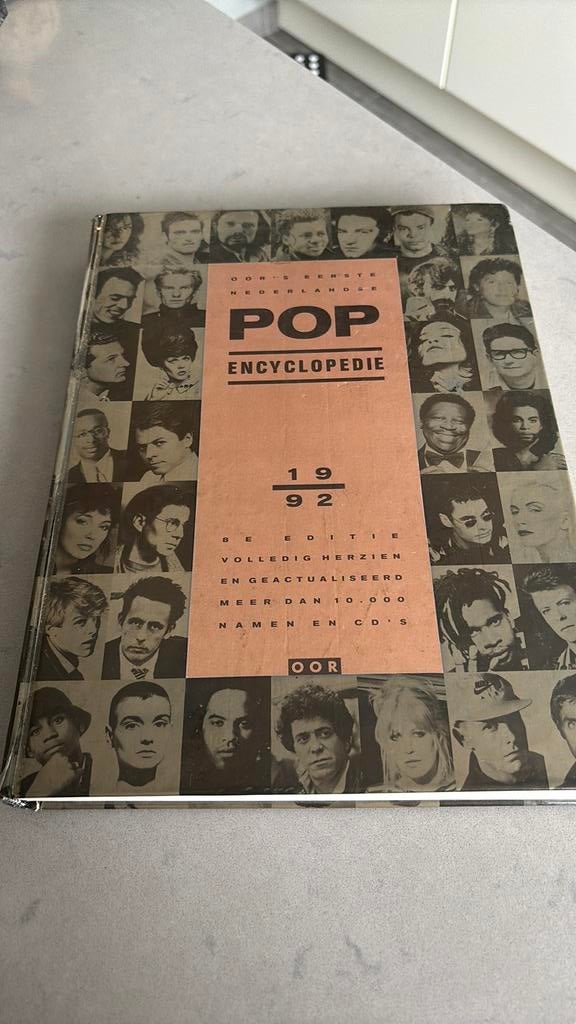 OOR'S EERSTE
NEDERLANDSE
POP
ENCYCLOPEDIE
19
92
8E EDITIE
VOLLEDIG HERZIEN
EN GEACTUALISEERD
MEER DAN 10.000
NAMEN EN CD'S
OOR